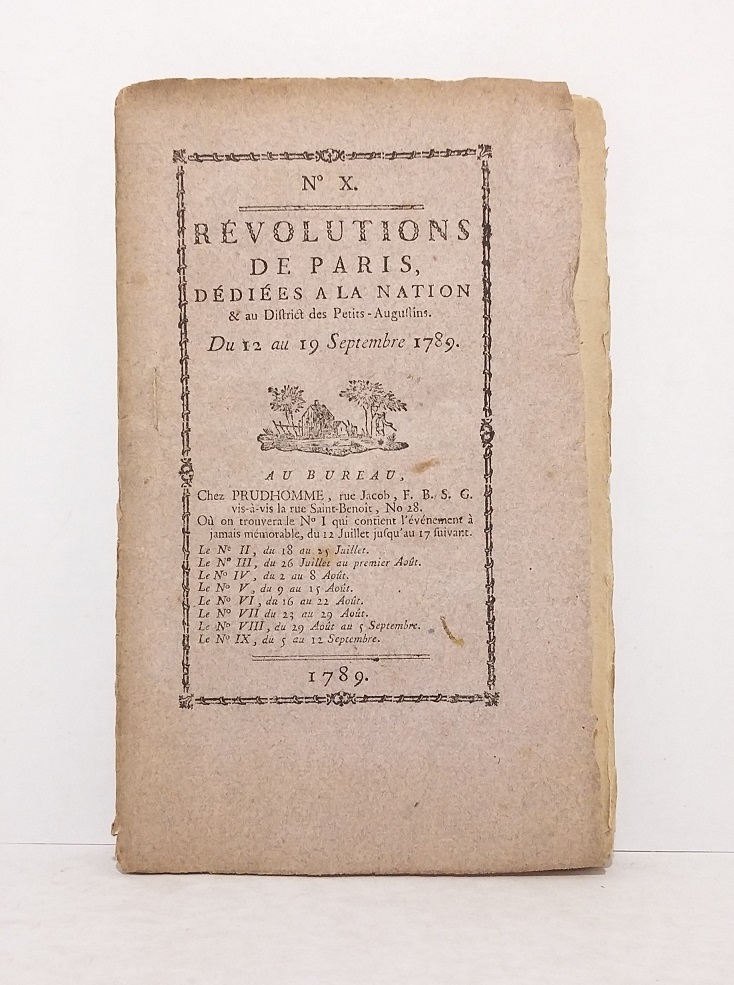 N° X.
RÉVOLUTIONS
DE PARIS,
DÉDIÉES A LA NATION
& au Diſtrict des Petits-Auguſtins.
Du 12 au 19 Septembre 1789.
AU BUREAU,
Chez PRUDHOMME, rue Jacob, F. B. S. G.
vis-à-vis la rue Saint-Benoît, No 28.
Où on trouvera le N° I qui contient l'événement à
jamais mémorable, du 12 Juillet juſqu'au 17 ſuivant.
Le N° II, du 18 au 25 Juillet.
Le N° III, du 26 Juillet au premier Août.
Le N° IV, du 2 au 8 Août.
Le N° V, du 9 au 15 Août.
Le N° VI, du 16 au 22 Août.
Le N° VII du 23 au 29 Août.
Le N° VIII, du 29 Août au 5 Septembre.
Le N° IX, du 5 au 12 Septembre.
1789.